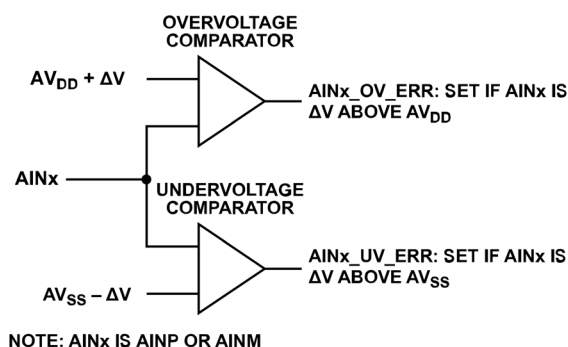 OVERVOLTAGE
COMPARATOR
AVDD + ΔV
AINx_OV_ERR: SET IF AINx IS
ΔV ABOVE AVDD
AINx
UNDERVOLTAGE
COMPARATOR
AINx_UV_ERR: SET IF AINx IS
ΔV ABOVE AVSS
AVSS – ΔV
NOTE: AINx IS AINP OR AINM